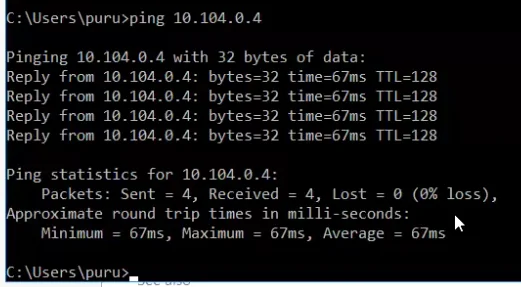 C:\Users\puru>ping 10.104.0.4
Pinging 10.104.0.4 with 32 bytes of data:
Reply from 10.104.0.4: bytes=32 time=67ms TTL=128
Reply from 10.104.0.4: bytes=32 time=67ms TTL=128
Reply from 10.104.0.4: bytes=32 time=67ms TTL=128
Reply from 10.104.0.4: bytes=32 time=67ms TTL=128
Ping statistics for 10.104.0.4:
    Packets: Sent = 4, Received = 4, Lost = 0 (0% loss),
Approximate round trip times in milli-seconds:
    Minimum = 67ms, Maximum = 67ms, Average = 67ms
C:\Users\puru>
See also